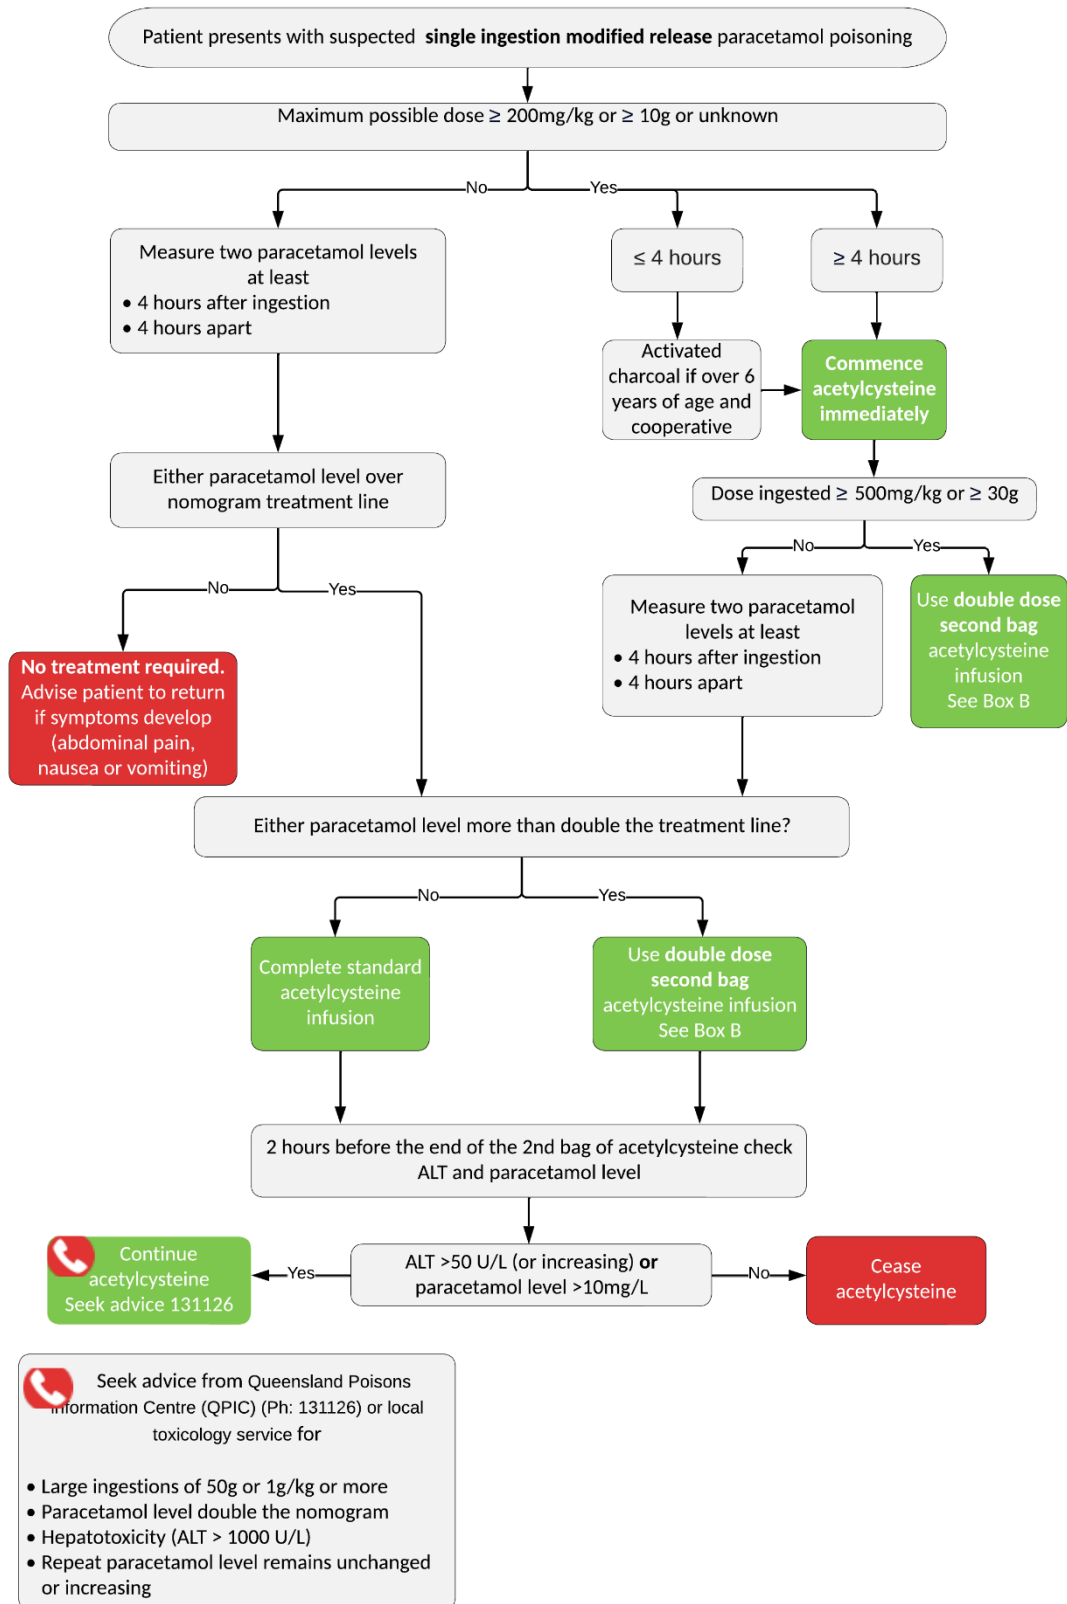 Patient presents with suspected single ingestion modified release paracetamol poisoning
Maximum possible dose ≥ 200mg/kg or ≥ 10g or unknown
No
Yes
Measure two paracetamol levels
at least
• 4 hours after ingestion
• 4 hours apart
≤ 4 hours
≥ 4 hours
Activated
charcoal if over 6
years of age and
cooperative
Commence
acetylcysteine
immediately
Either paracetamol level over
nomogram treatment line
Dose ingested ≥ 500mg/kg or ≥ 30g
No
Yes
No
Yes
Measure two paracetamol
levels at least
• 4 hours after ingestion
• 4 hours apart
Use double dose
second bag
acetylcysteine
infusion
See Box B
No treatment required.
Advise patient to return
if symptoms develop
(abdominal pain,
nausea or vomiting)
Either paracetamol level more than double the treatment line?
No
Yes
Complete standard
acetylcysteine
infusion
Use double dose
second bag
acetylcysteine infusion
See Box B
2 hours before the end of the 2nd bag of acetylcysteine check
ALT and paracetamol level
Continue
acetylcysteine
Seek advice 131126
Yes
ALT >50 U/L (or increasing) or
paracetamol level >10mg/L
No
Cease
acetylcysteine
Seek advice from Queensland Poisons
Information Centre (QPIC) (Ph: 131126) or local
toxicology service for
• Large ingestions of 50g or 1g/kg or more
• Paracetamol level double the nomogram
• Hepatotoxicity (ALT > 1000 U/L)
• Repeat paracetamol level remains unchanged
or increasing